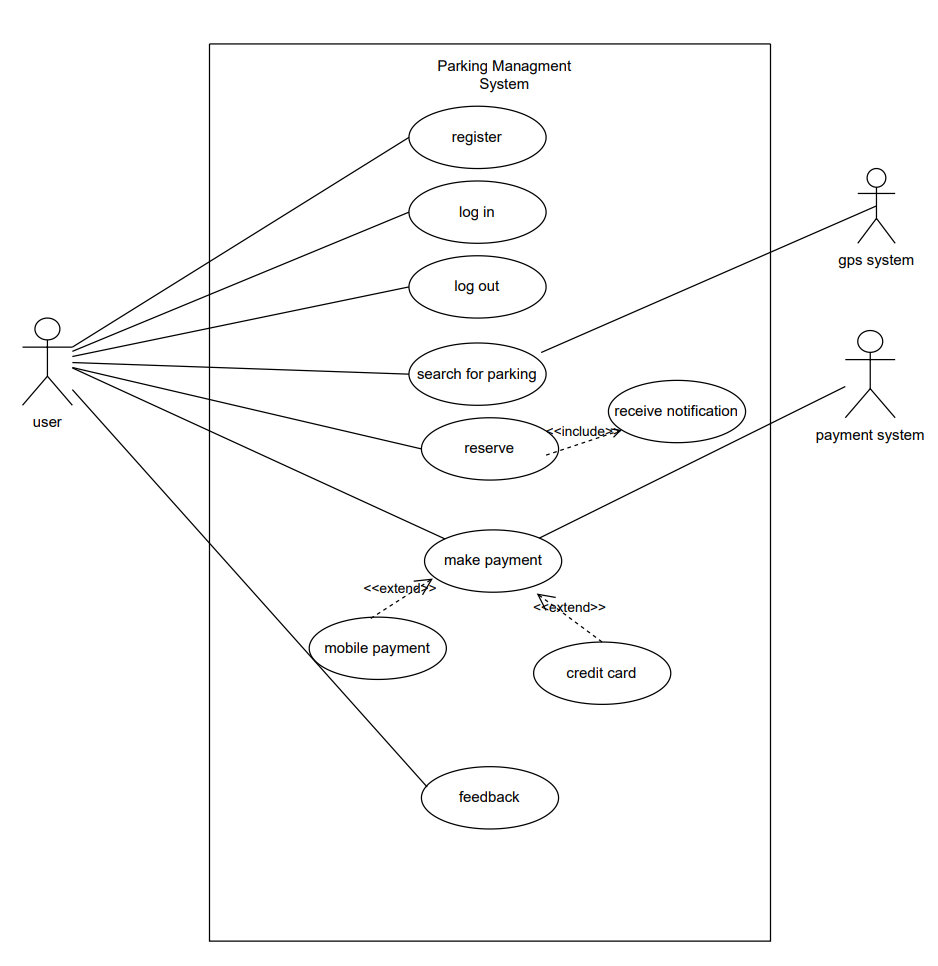 Parking Managment
System
register
log in
log out
gps system
search for parking
user
receive notification
<<include>>
payment system
reserve
make payment
<<extend>>
<<extend>>
mobile payment
credit card
feedback